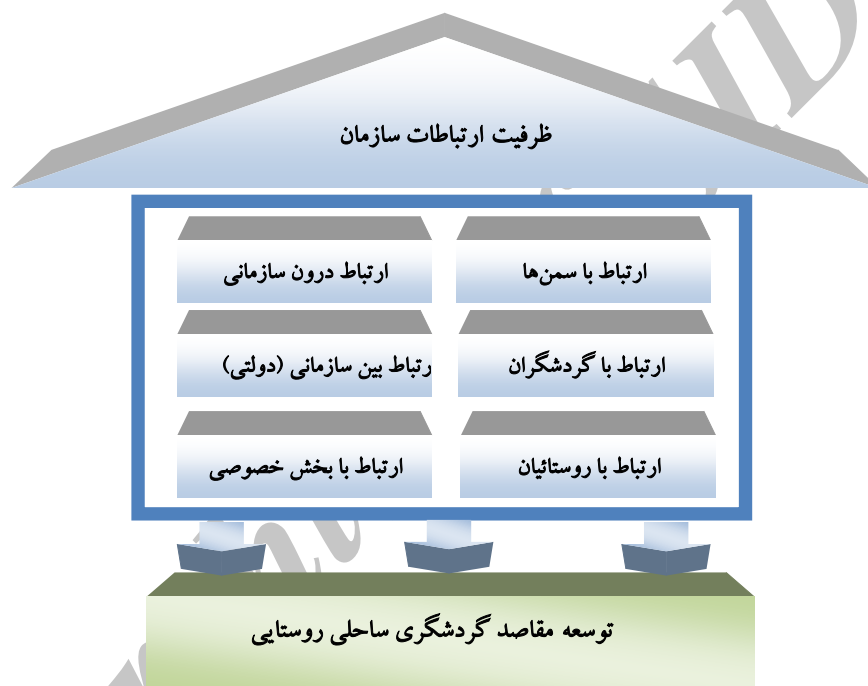 ظرفیت ارتباطات سازمان
ارتباط با سمن‌ها
ارتباط درون سازمانی
ارتباط با گردشگران
رتباط بین سازمانی (دولتی)
ارتباط با روستائیان
ارتباط با بخش خصوصی
توسعه مقاصد گردشگری ساحلی روستایی